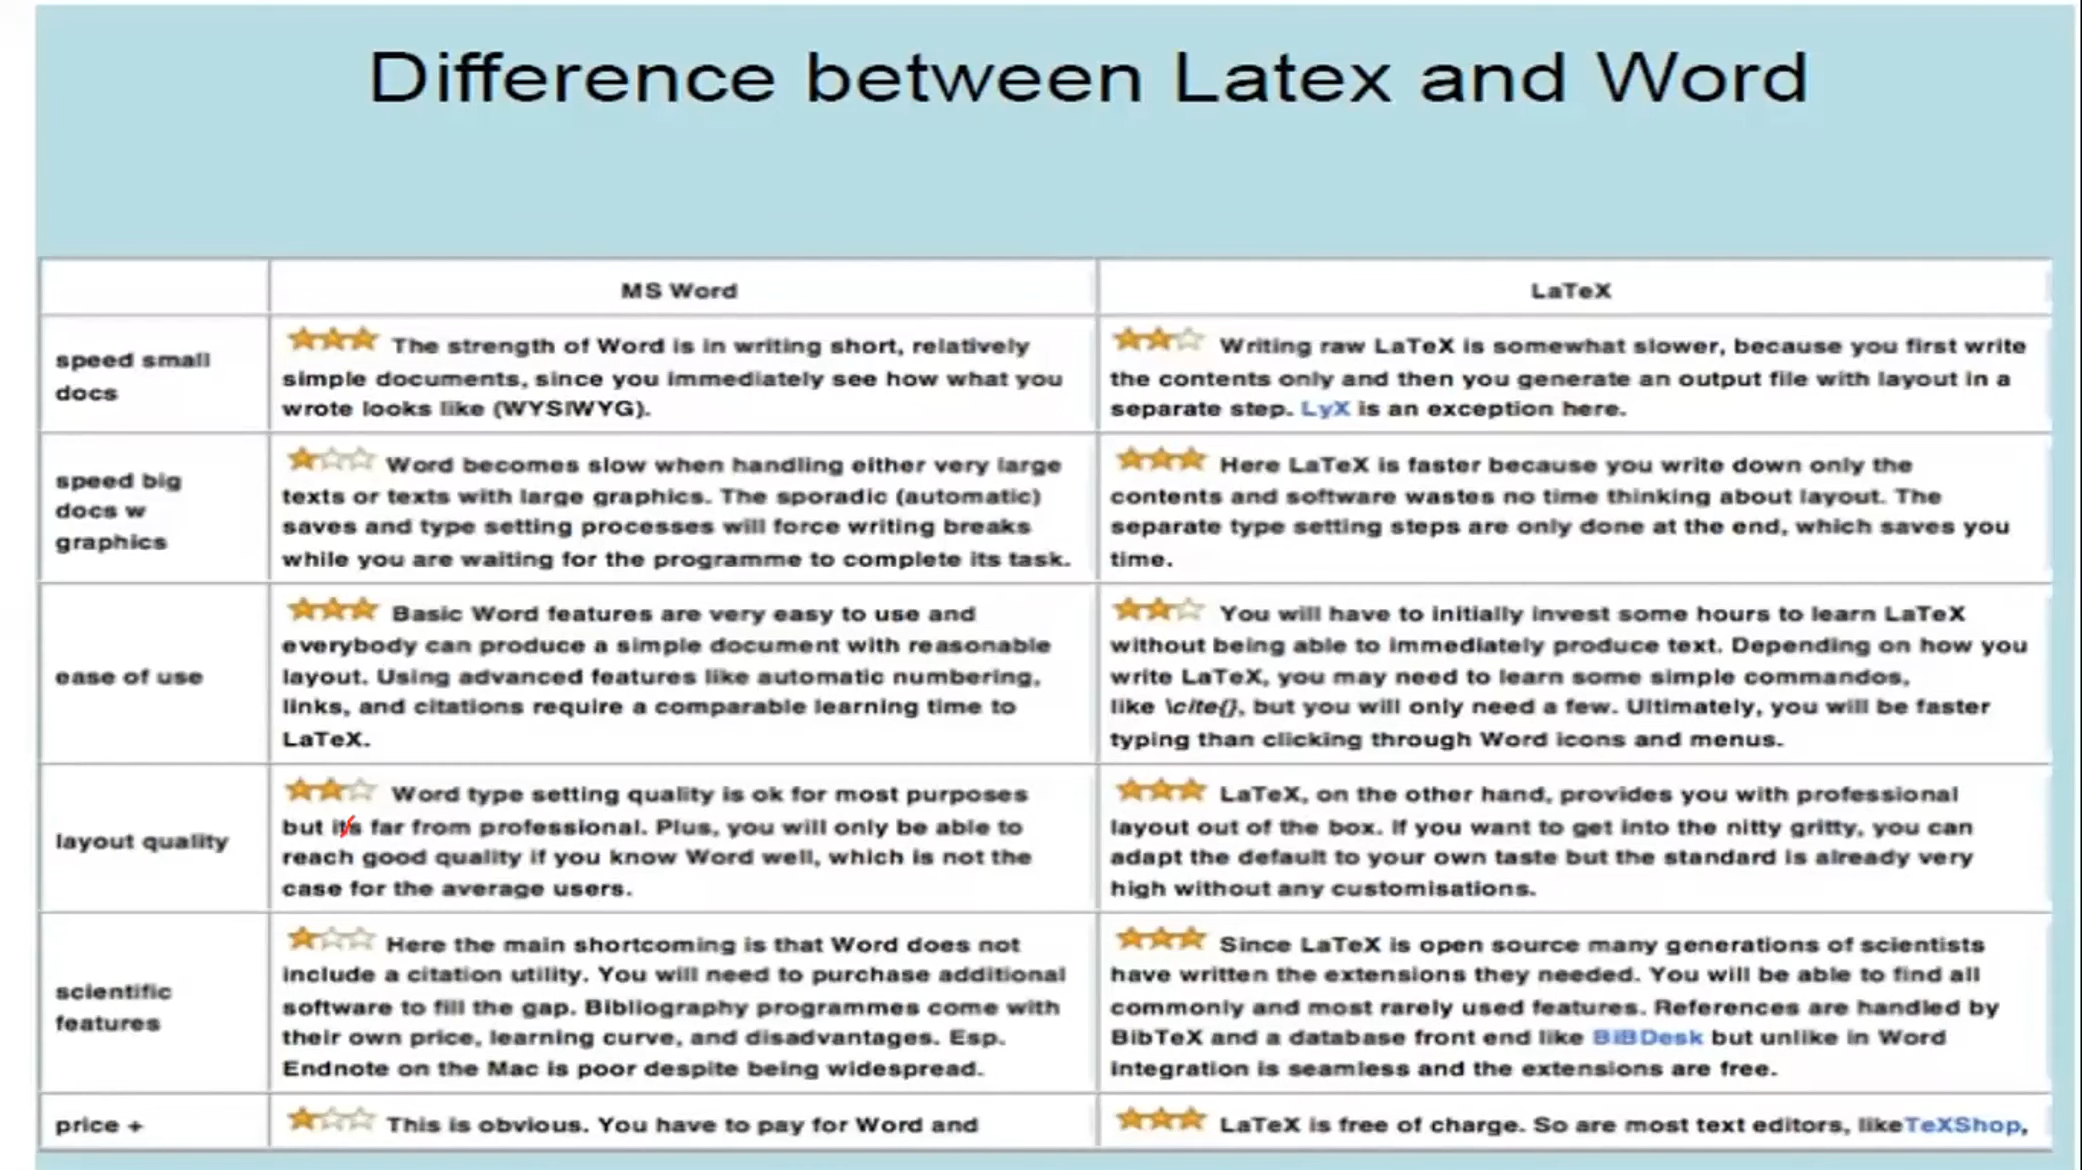 Difference between Latex and Word
MS Word
LaTeX
speed small
docs
The strength of Word is in writing short, relatively
simple documents, since you immediately see how what you
wrote looks like (WYSIWYG).
Writing raw LaTeX is somewhat slower, because you first write
the contents only and then you generate an output file with layout in a
separate step. LyX is an exception here.
speed big
docs w
graphics
Word becomes slow when handling either very large
texts or texts with large graphics. The sporadic (automatic)
saves and type setting processes will force writing breaks
while you are waiting for the programme to complete its task.
Here LaTeX is faster because you write down only the
contents and software wastes no time thinking about layout. The
separate type setting steps are only done at the end, which saves you
time.
ease of use
Basic Word features are very easy to use and
everybody can produce a simple document with reasonable
layout. Using advanced features like automatic numbering,
links, and citations require a comparable learning time to
LaTeX.
You will have to initially invest some hours to learn LaTeX
without being able to immediately produce text. Depending on how you
write LaTeX, you may need to learn some simple commandos,
like \cite{}, but you will only need a few. Ultimately, you will be faster
typing than clicking through Word icons and menus.
layout quality
Word type setting quality is ok for most purposes
but its far from professional. Plus, you will only be able to
reach good quality if you know Word well, which is not the
case for the average users.
LaTeX, on the other hand, provides you with professional
layout out of the box. If you want to get into the nitty gritty, you can
adapt the default to your own taste but the standard is already very
high without any customisations.
scientific
features
Here the main shortcoming is that Word does not
include a citation utility. You will need to purchase additional
software to fill the gap. Bibliography programmes come with
their own price, learning curve, and disadvantages. Esp.
Endnote on the Mac is poor despite being widespread.
Since LaTeX is open source many generations of scientists
have written the extensions they needed. You will be able to find all
commonly and most rarely used features. References are handled by
BibTeX and a database front end like BiBDesk but unlike in Word
integration is seamless and the extensions are free.
price +
This is obvious. You have to pay for Word and
LaTeX is free of charge. So are most text editors, likeTeXShop,